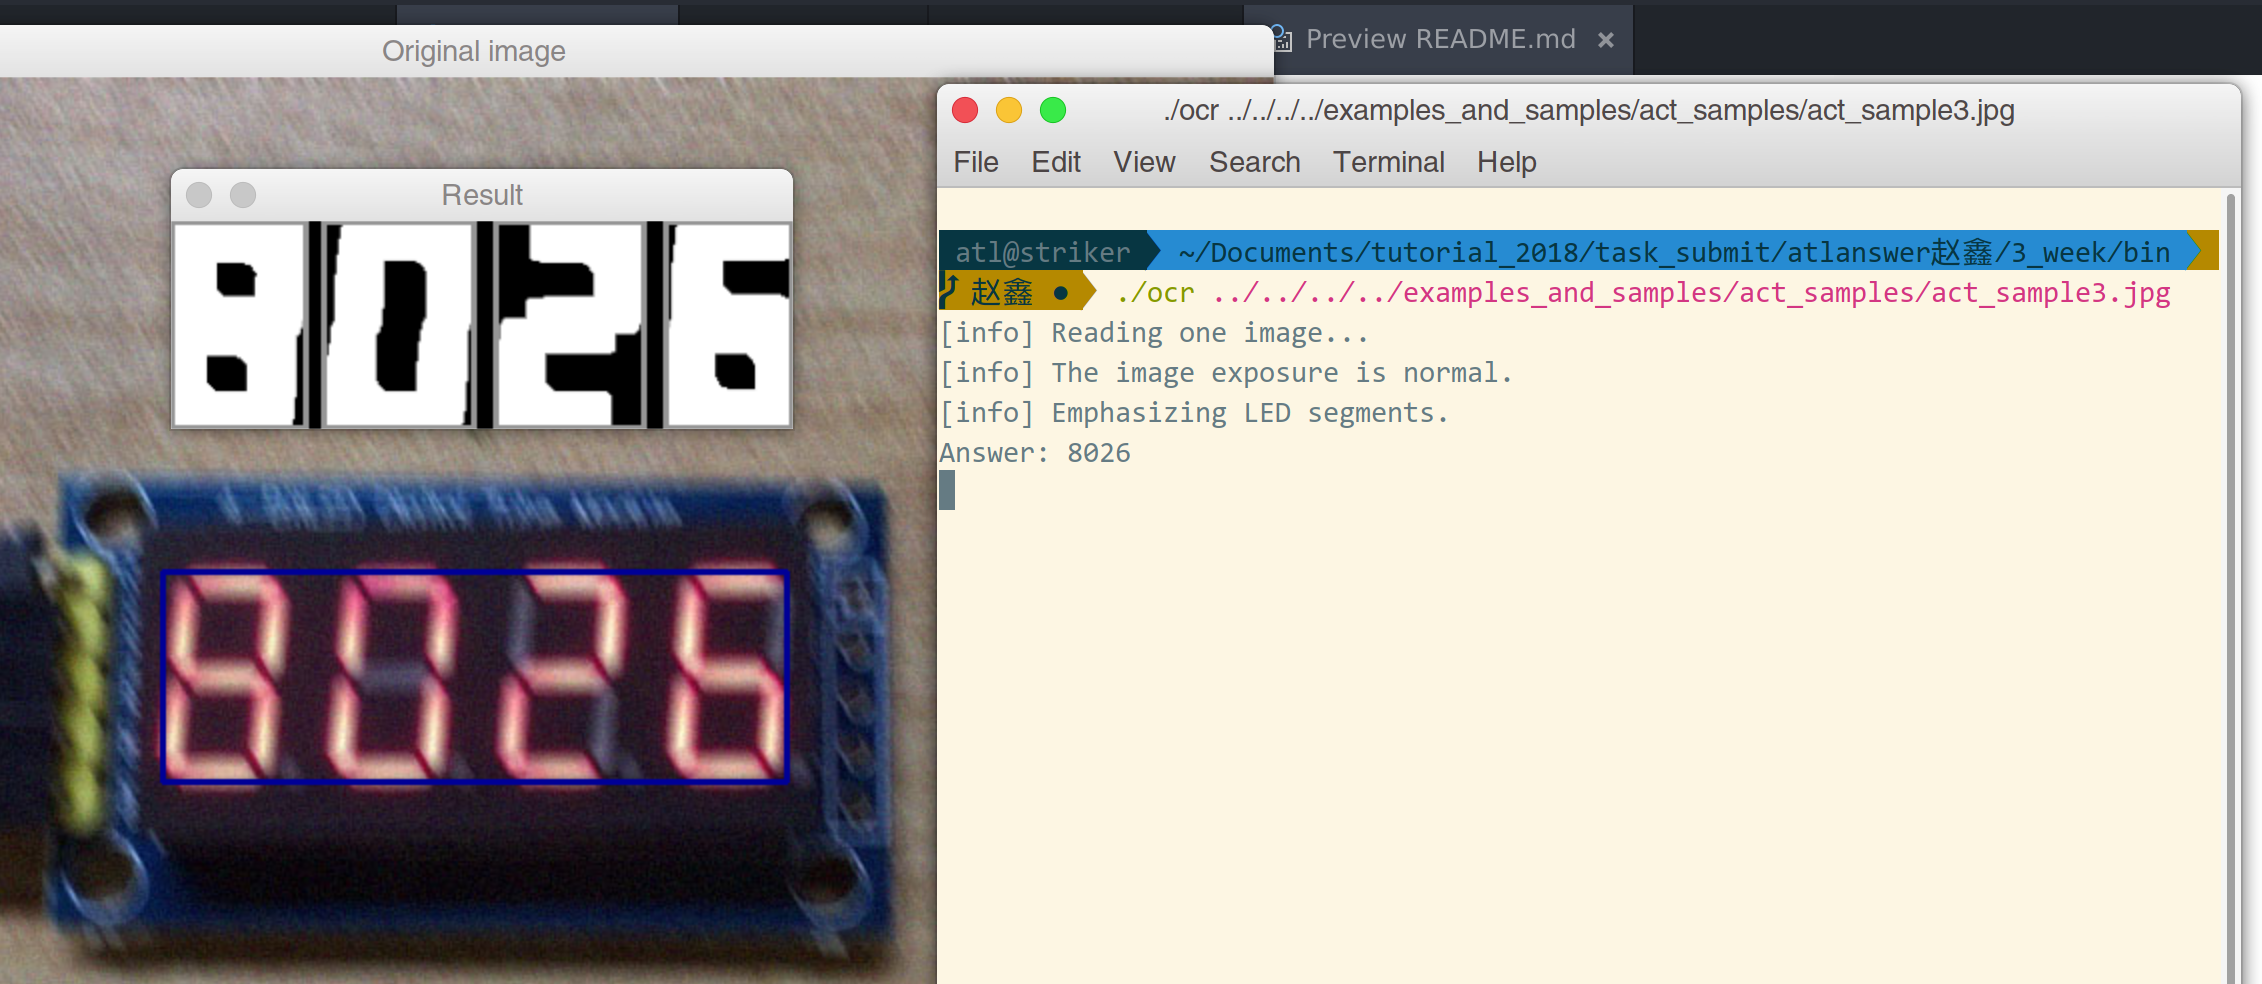 Preview README.md
Original image
./ocr ../../../../examples_and_samples/act_samples/act_sample3.jpg
File Edit View Search Terminal Help
Result
8026
atl@striker ~/Documents/tutorial_2018/task_submit/atlanswer赵鑫/3_week/bin
赵鑫 ● ./ocr ../../../../examples_and_samples/act_samples/act_sample3.jpg
[info] Reading one image...
[info] The image exposure is normal.
[info] Emphasizing LED segments.
Answer: 8026
8026